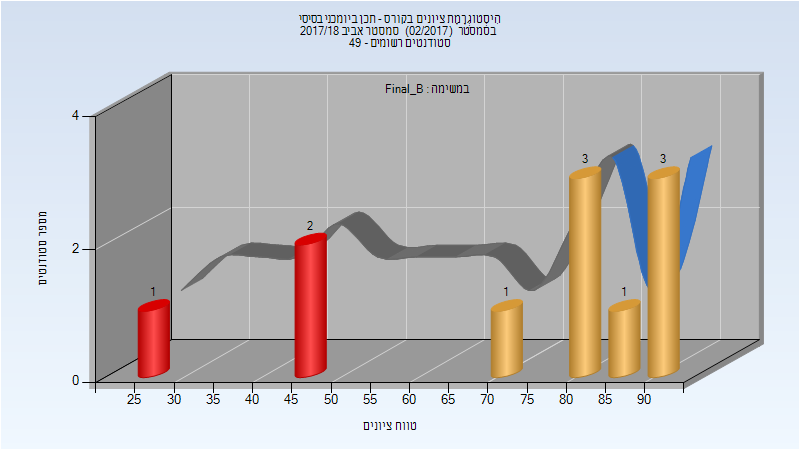 היסטוגרמת ציונים בקורס - תכן ביומכני בסיסי
בסמסטר (02/2017) סמסטר אביב 2017/18
סטודנטים רשומים - 49
במשימה : Final_B
מספר סטודנטים
4
2
0
1
2
1
3
1
3
25 30 35 40 45 50 55 60 65 70 75 80 85 90
טווח ציונים